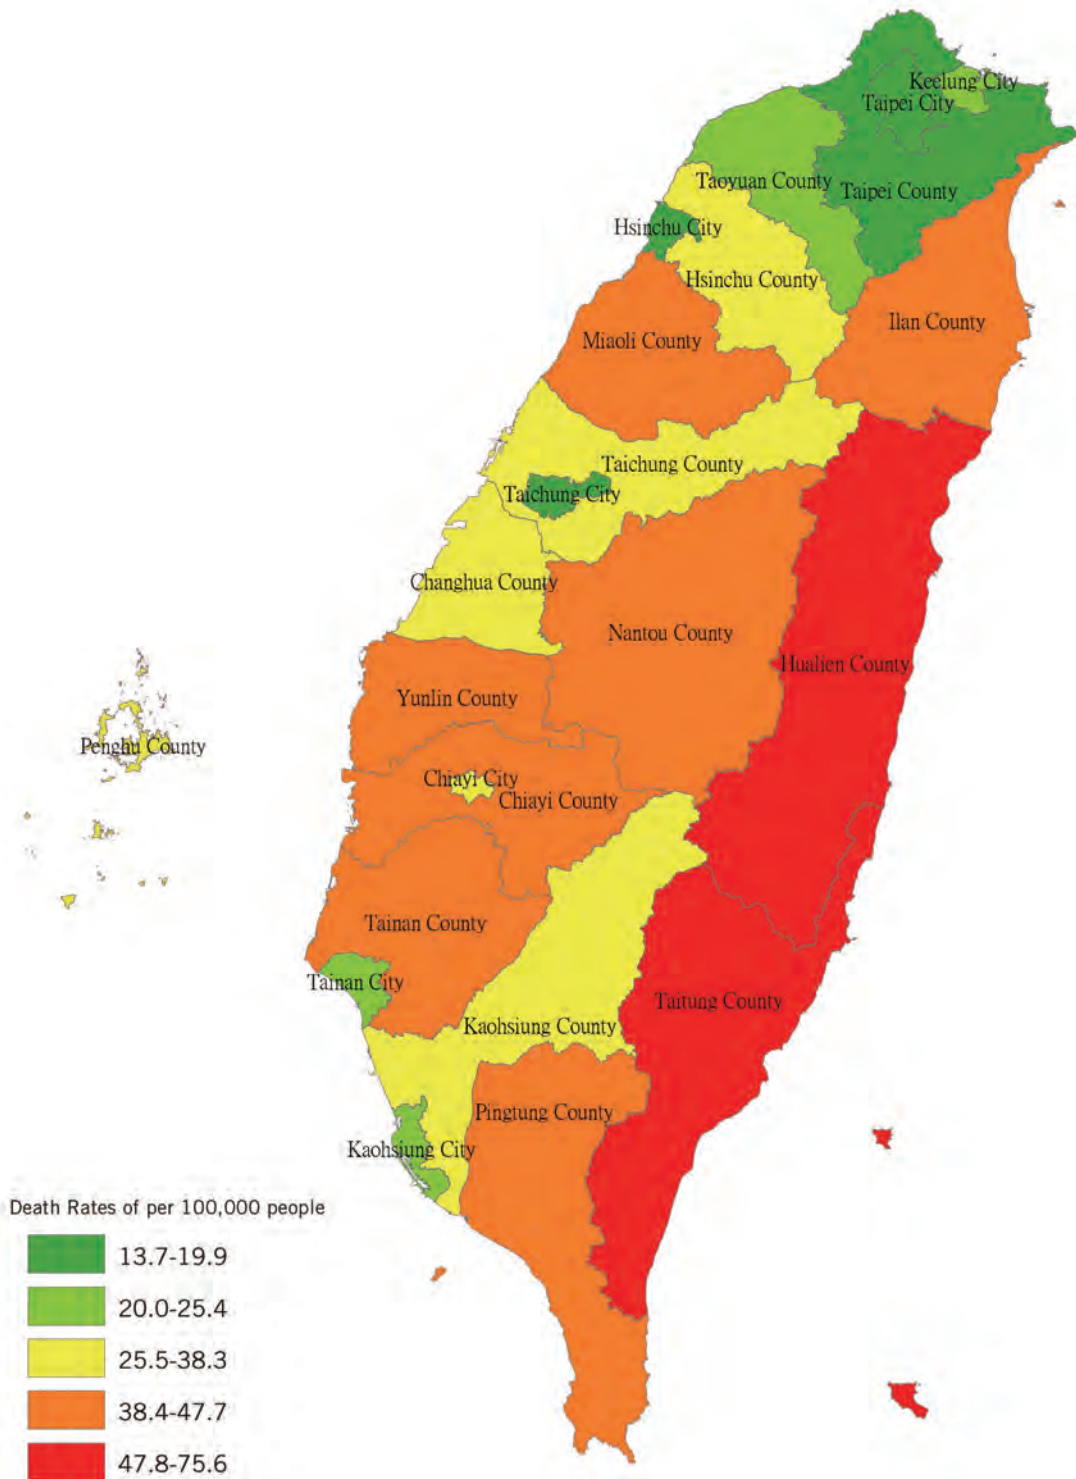 Keelung City
Taipei City
Taoyuan County
Taipei County
Hsinchu City
Hsinchu County
Ilan County
Miaoli County
Taichung County
Taichung City
Changhua County
Nantou County
Hualien County
Yunlin County
Penghu County
Chiayi City
Chiayi County
Tainan County
Tainan City
Taitung County
Kaohsiung County
Pingtung County
Kaohsiung City
Death Rates of per 100,000 people
13.7-19.9
20.0-25.4
25.5-38.3
38.4-47.7
47.8-75.6